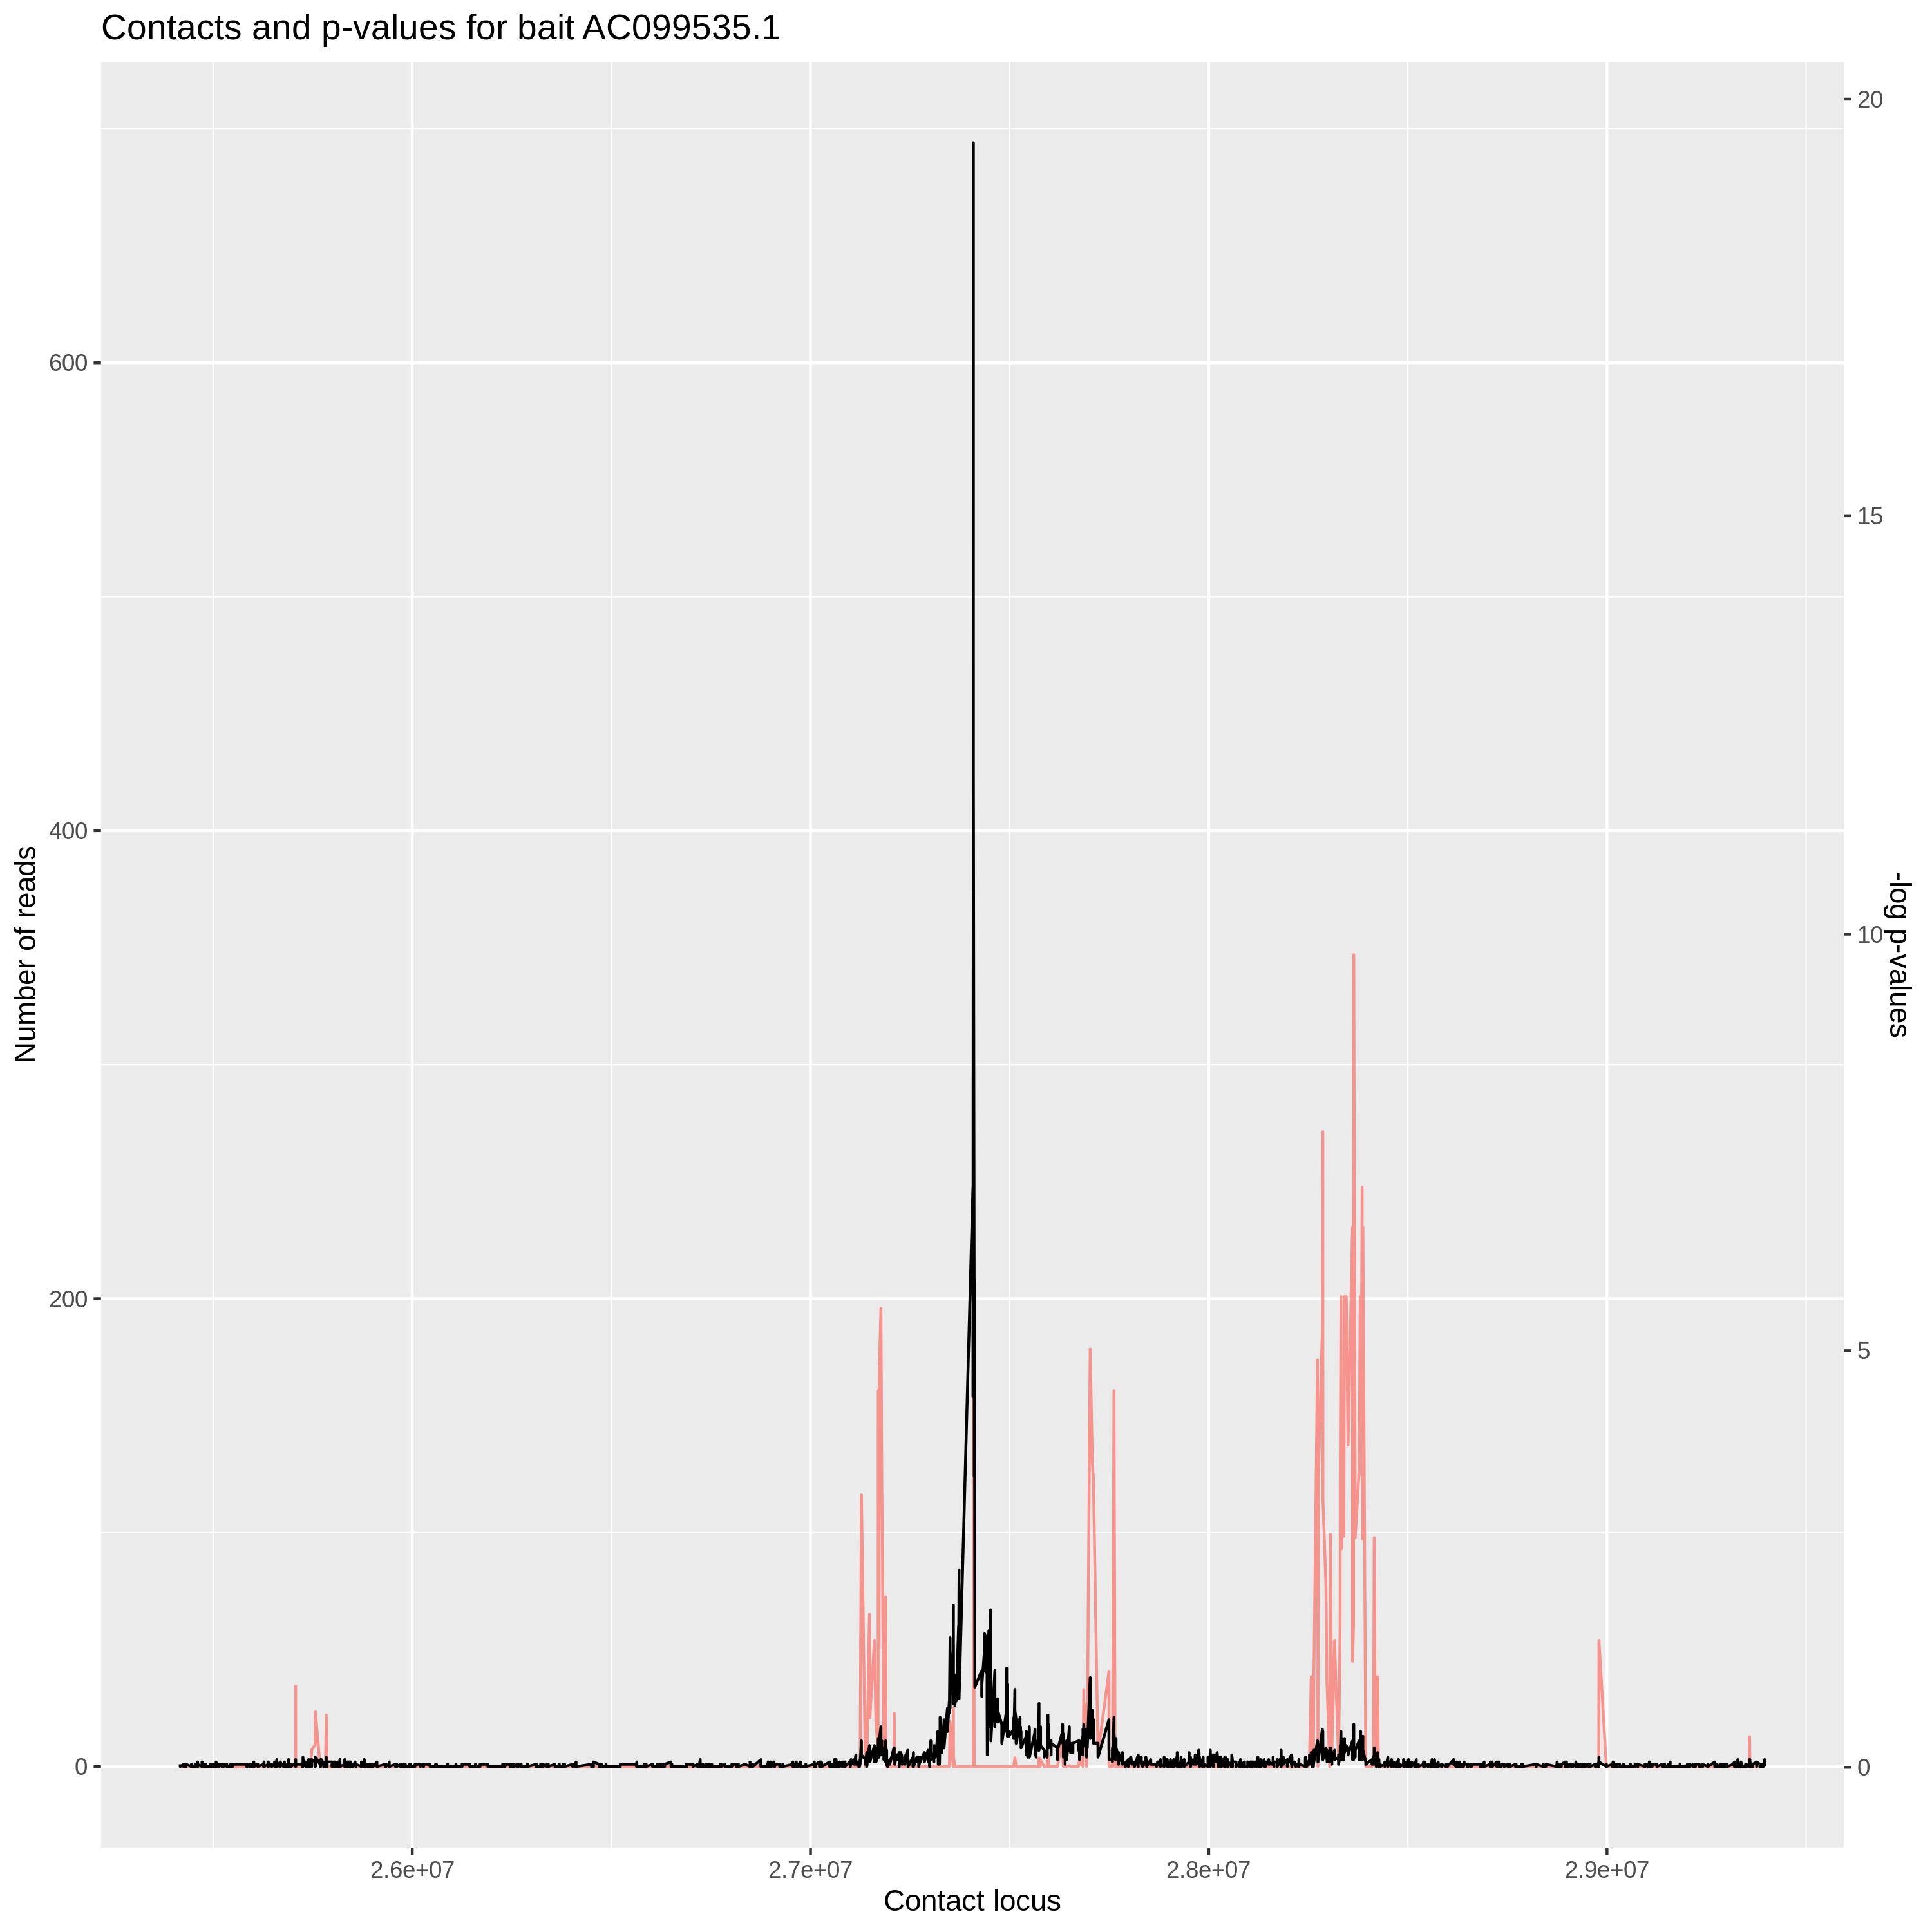 Contacts and p-values for bait AC099535.1
20
600
15
400
10
Number of reads
-log p-values
200
5
0
0
2.6e+07
2.7e+07
2.8e+07
2.9e+07
Contact locus